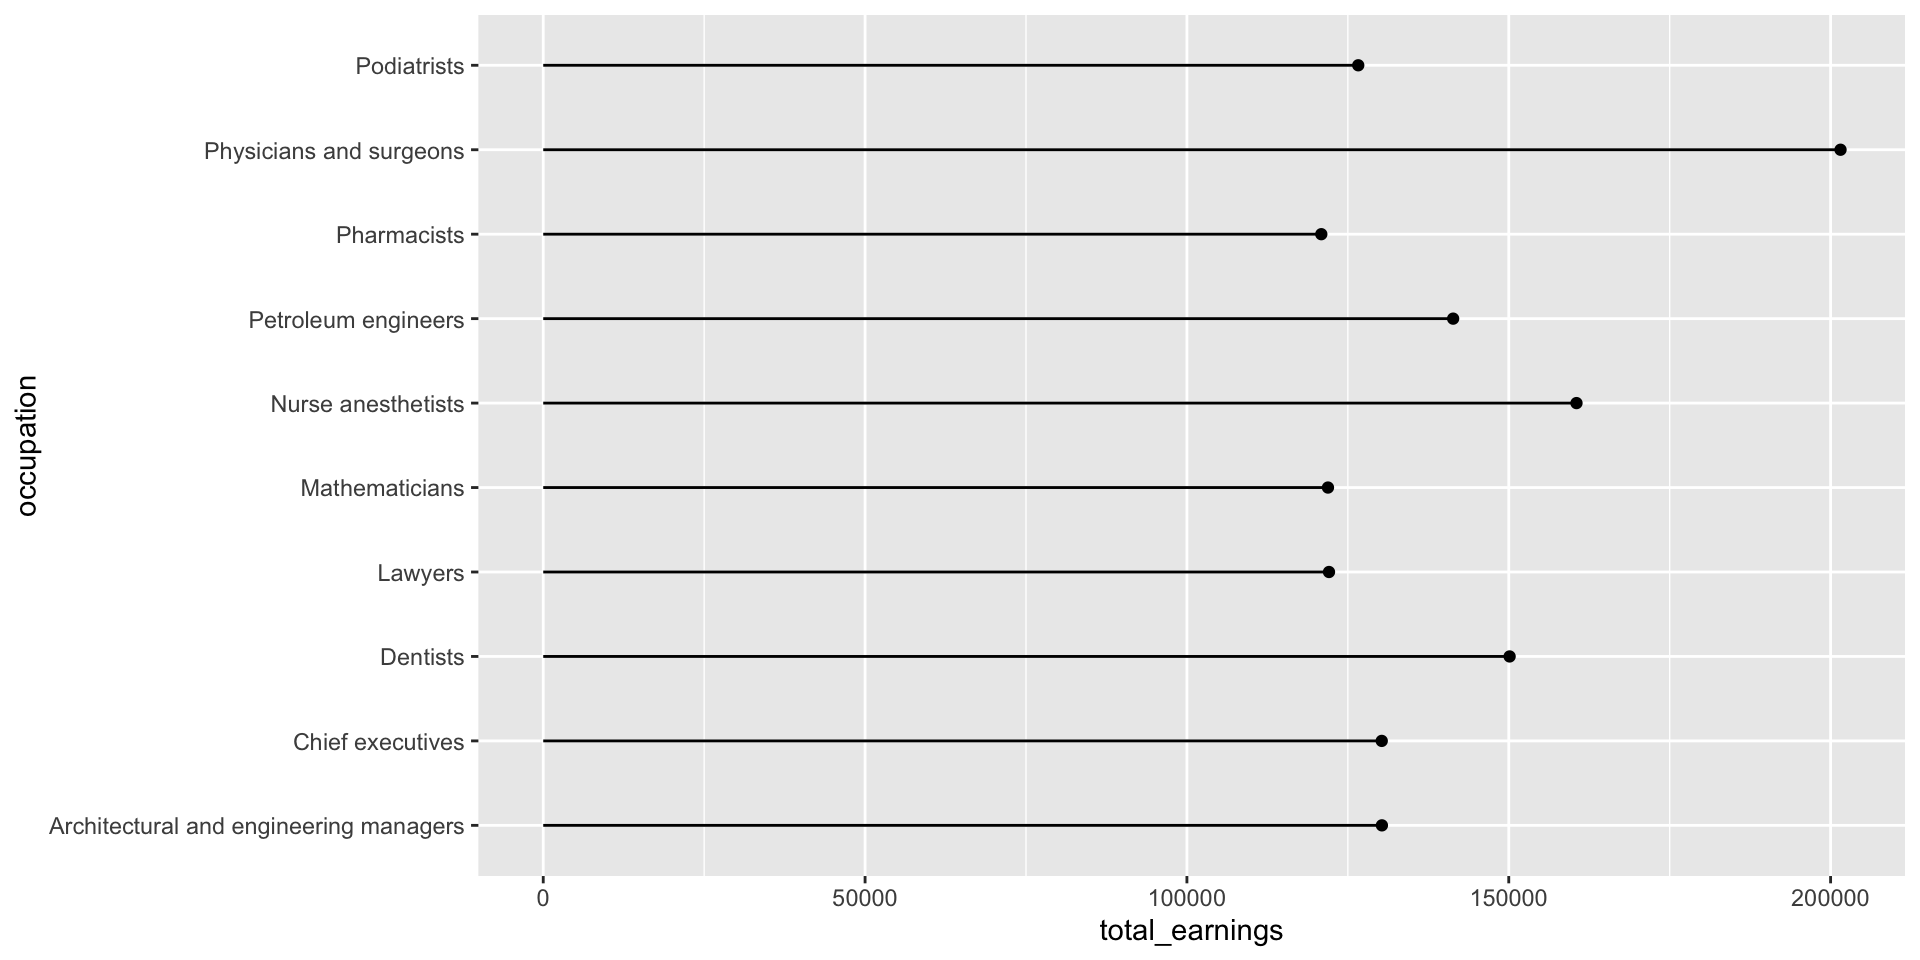 Podiatrists
Physicians and surgeons
Pharmacists
Petroleum engineers
Nurse anesthetists
Mathematicians
Lawyers
Dentists
Chief executives
Architectural and engineering managers
occupation
0 50000 100000 150000 200000
total_earnings